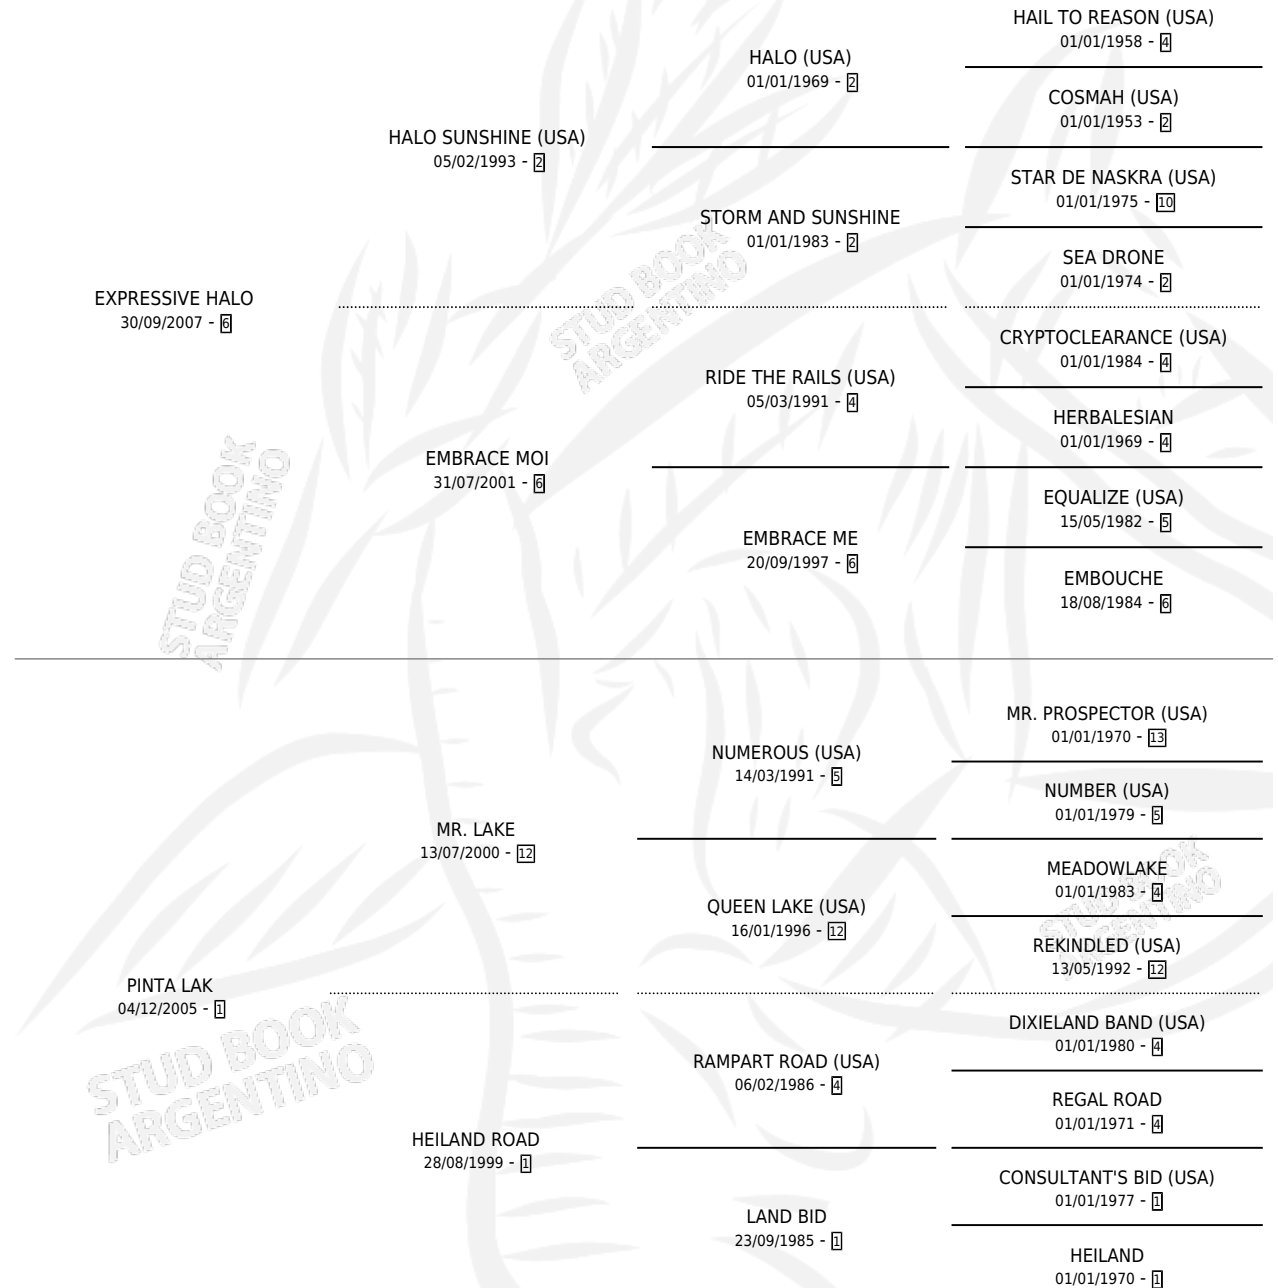 HAIL TO REASON (USA)
01/01/1958 - 4
HALO (USA)
01/01/1969 - 2
COSMAH (USA)
01/01/1953 - 2
HALO SUNSHINE (USA)
05/02/1993 - 2
STAR DE NASKRA (USA)
01/01/1975 - 10
STORM AND SUNSHINE
01/01/1983 - 2
SEA DRONE
01/01/1974 - 2
EXPRESSIVE HALO
30/09/2007 - 6
CRYPTOCLEARANCE (USA)
01/01/1984 - 4
RIDE THE RAILS (USA)
05/03/1991 - 4
HERBALESIAN
01/01/1969 - 4
EMBRACE MOI
31/07/2001 - 6
EQUALIZE (USA)
15/05/1982 - 5
EMBRACE ME
20/09/1997 - 6
EMBOUCHE
18/08/1984 - 6
STUD BOOK
ARGENTINO
STUD BOOK
ARGENTINO
MR. PROSPECTOR (USA)
01/01/1970 - 13
NUMEROUS (USA)
14/03/1991 - 5
NUMBER (USA)
01/01/1979 - 5
MR. LAKE
13/07/2000 - 12
MEADOWLAKE
01/01/1983 - 4
QUEEN LAKE (USA)
16/01/1996 - 12
REKINDLED (USA)
13/05/1992 - 12
STUD BOOK
ARGENTINO
PINTA LAK
04/12/2005 - 1
DIXIELAND BAND (USA)
01/01/1980 - 4
RAMPART ROAD (USA)
06/02/1986 - 4
REGAL ROAD
01/01/1971 - 4
HEILAND ROAD
28/08/1999 - 1
CONSULTANT'S BID (USA)
01/01/1977 - 1
LAND BID
23/09/1985 - 1
HEILAND
01/01/1970 - 1
STUD BOOK
ARGENTINO